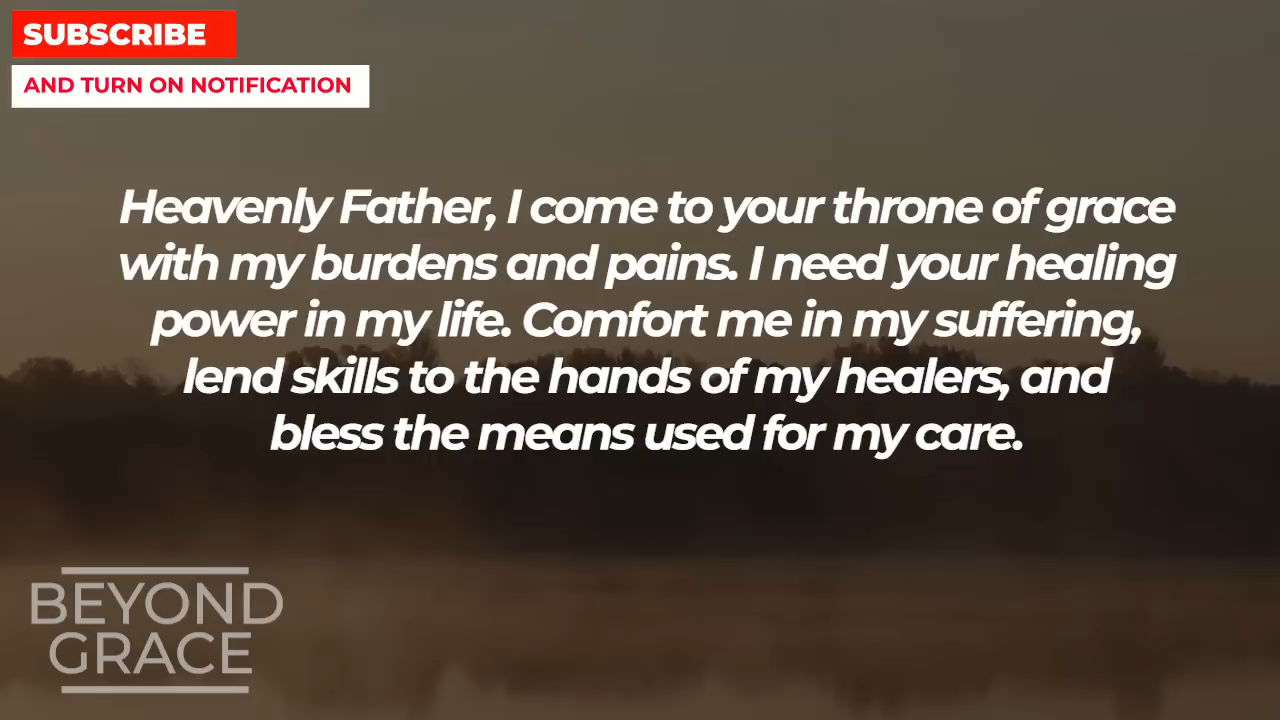 SUBSCRIBE
AND TURN ON NOTIFICATION
Heavenly Father, I come to your throne of grace
with my burdens and pains. I need your healing
power in my life. Comfort me in my suffering,
lend skills to the hands of my healers, and
bless the means used for my care.
BEYOND
GRACE